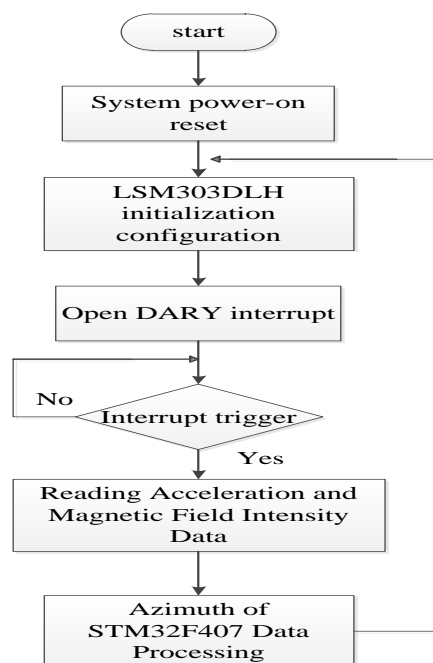 start
System power-on
reset
LSM303DLH
initialization
configuration
Open DARY interrupt
No
Interrupt trigger
Yes
Reading Acceleration and
Magnetic Field Intensity
Data
Azimuth of
STM32F407 Data
Processing